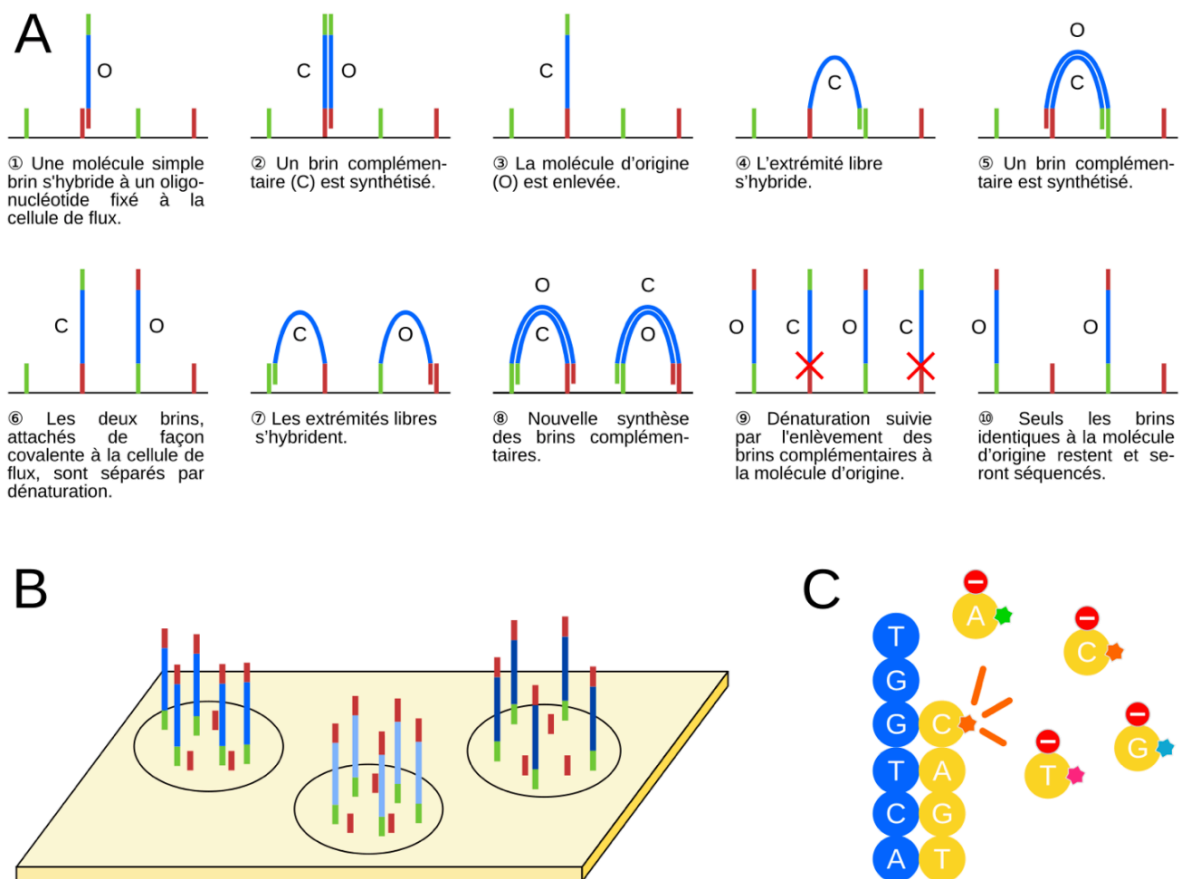 A
O
C O
C
C
O
C
① Une molécule simple
brin s'hybride à un oligo-
nucléotide fixé à la
cellule de flux.
② Un brin complémen-
taire (C) est synthétisé.
③ La molécule d'origine
(O) est enlevée.
④ L'extrémité libre
s'hybride.
⑤ Un brin complémen-
taire est synthétisé.
C O
C O
O C
C O
O C O C
O O
⑥ Les deux brins,
attachés de façon
covalente à la cellule de
flux, sont séparés par
dénaturation.
⑦ Les extrémités libres
s'hybrident.
⑧ Nouvelle synthèse
des brins complémen-
taires.
⑨ Dénaturation suivie
par l'enlèvement des
brins complémentaires à
la molécule d'origine.
⑩ Seuls les brins
identiques à la molécule
d'origine restent et se-
ront séquencés.
B
C
A
C
T
G
G C
T A
C G
A T
T
G